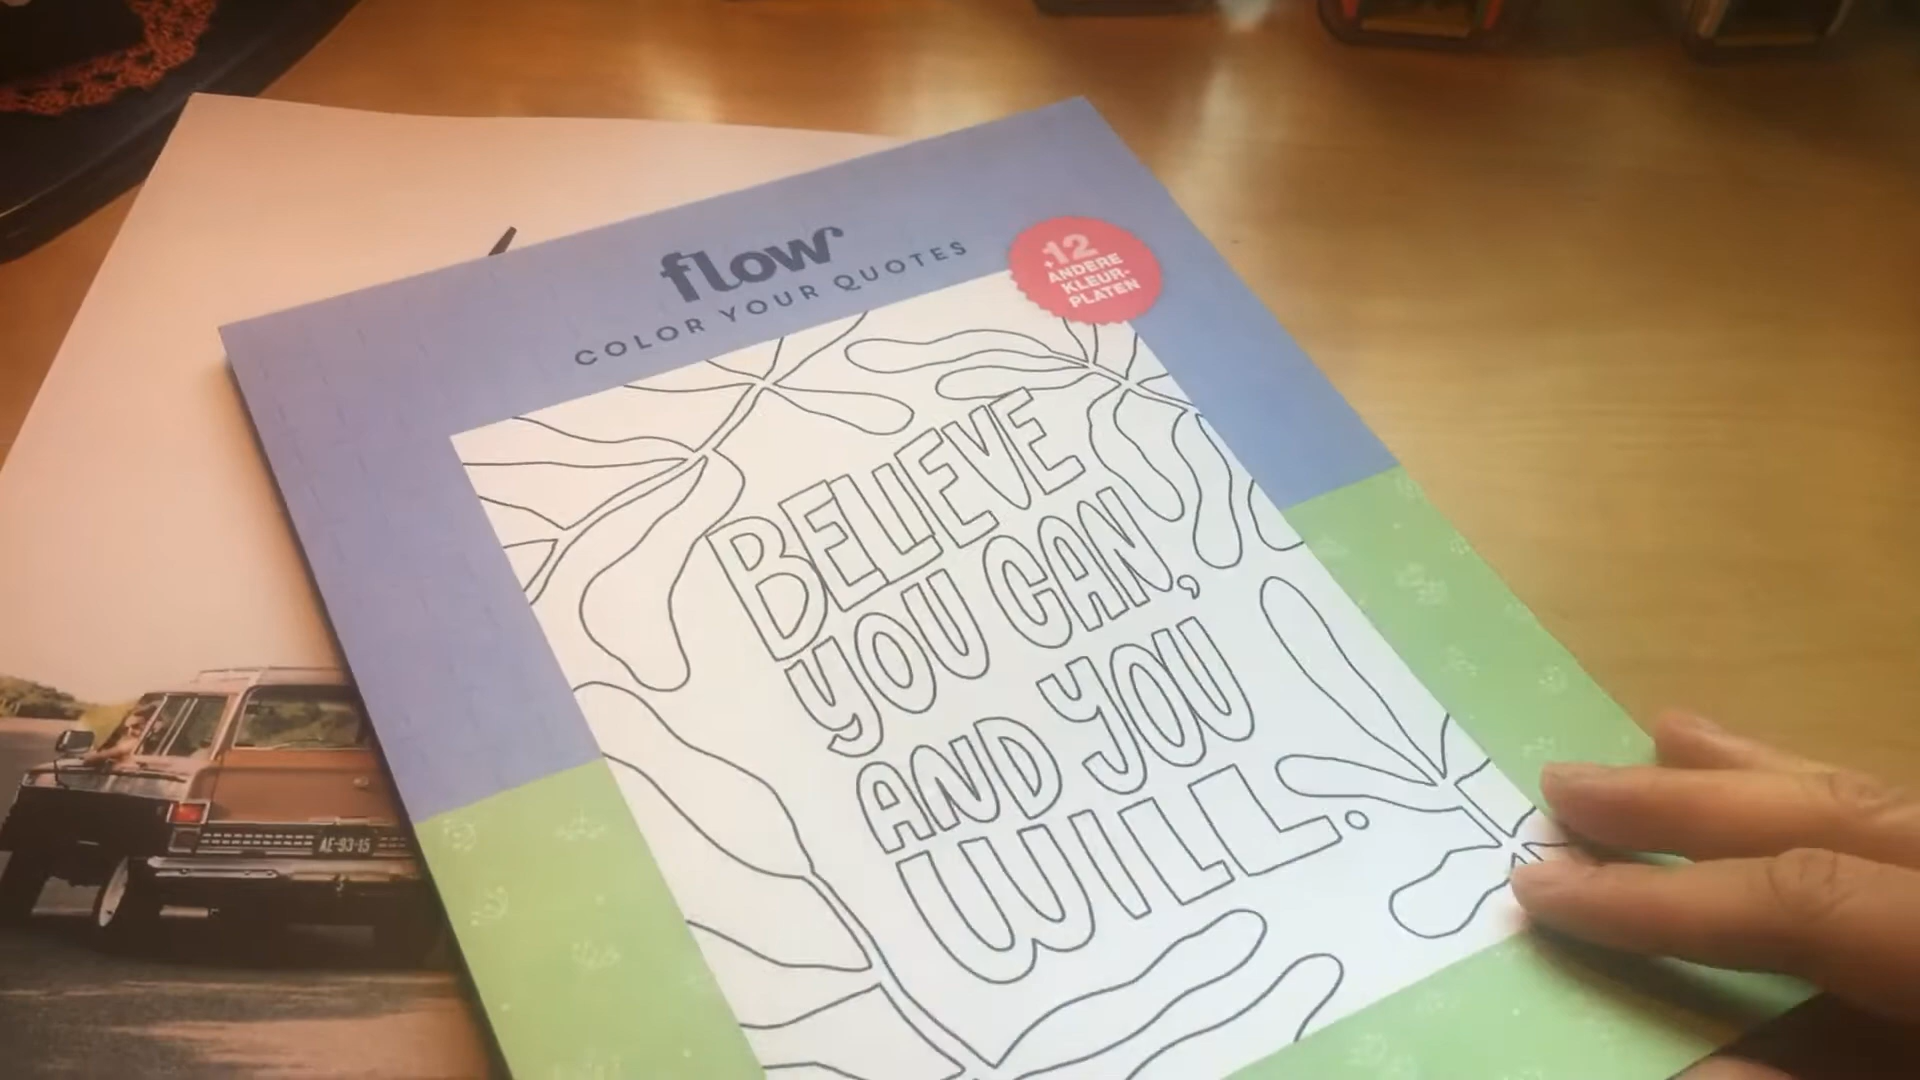 flow
COLOR YOUR QUOTES
+12
ANDERE
KLEUR-
PLATEN
BELIEVE
YOU CAN,
AND YOU
WILL.
AE-93-15